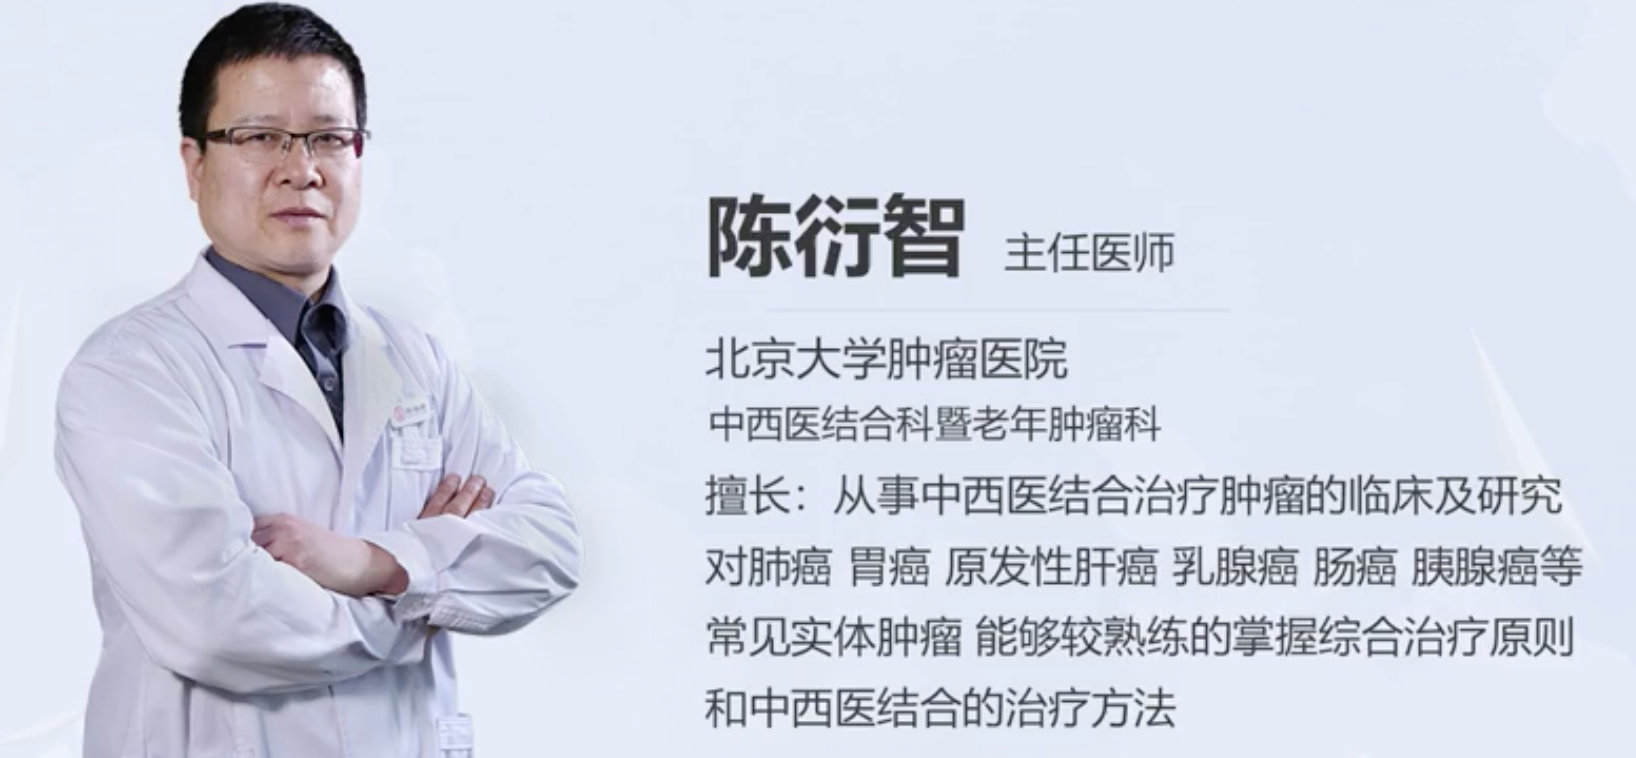 陈衍智 主任医师
北京大学肿瘤医院
中西医结合科暨老年肿瘤科
擅长：从事中西医结合治疗肿瘤的临床及研究
对肺癌 胃癌 原发性肝癌 乳腺癌 肠癌 胰腺癌等
常见实体肿瘤 能够较熟练的掌握综合治疗原则
和中西医结合的治疗方法